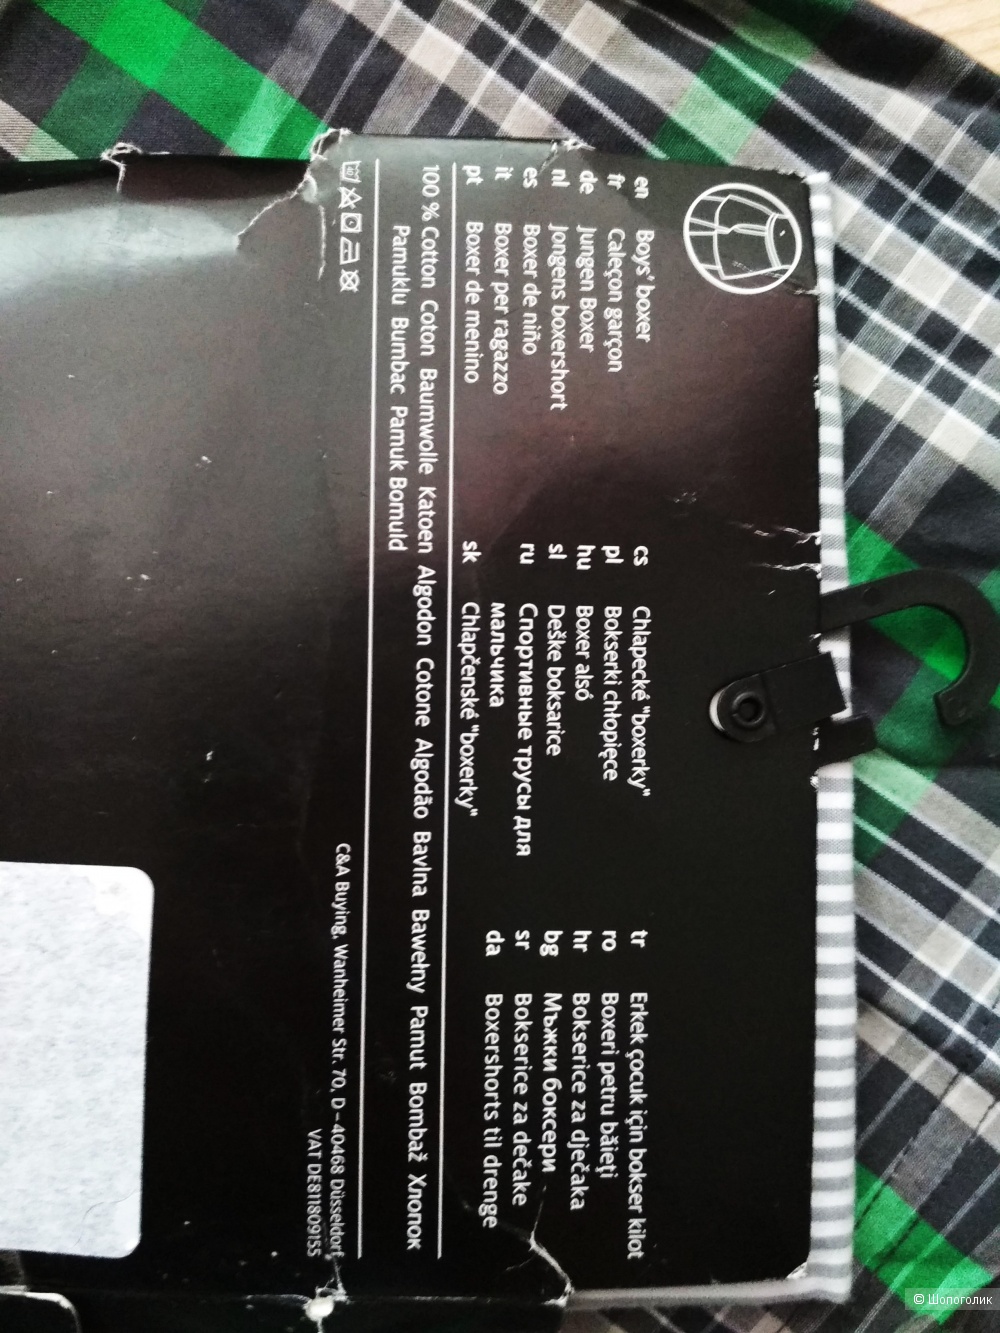 en Boys' boxer
fr Caleçon garçon
de Jungen Boxer
nl Jongens boxershort
es Boxer de niño
it Boxer per ragazzo
pt Boxer de menino
cs Chlapecké "boxerky"
pl Bokserki chłopięce
hu Boxer alsó
sl Deške boksarice
ru Спортивные трусы для
мальчика
sk Chlapčenské "boxerky"
tr Erkek çocuk için bokser kilot
ro Boxeri petru băieţi
hr Bokserice za dječaka
bg Мъжки боксери
sr Bokserice za dečake
da Boxershorts til drenge
100 % Cotton Coton Baumwolle Katoen Algodon Cotone Algodão Bavlna Bawełny Pamut Bombaž Хлопок
Pamuklu Bumbac Pamuk Bomuld
C&A Buying, Wanheimer Str. 70, D – 40468 Düsseldorf
VAT DE811809155
© Шопоголик